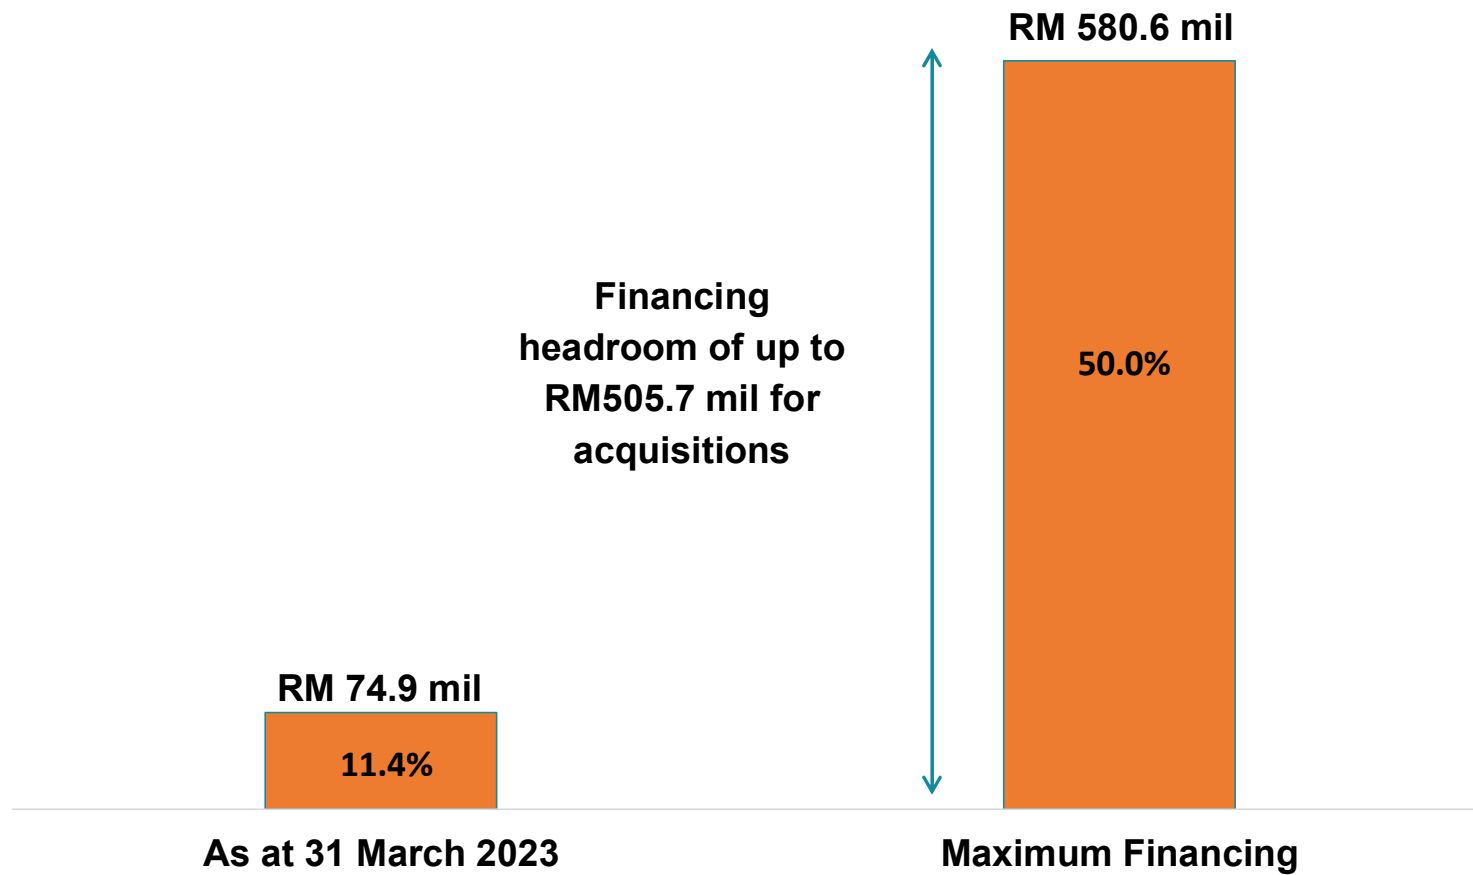 RM 580.6 mil
Financing
headroom of up to
RM505.7 mil for
acquisitions
50.0%
RM 74.9 mil
11.4%
As at 31 March 2023
Maximum Financing